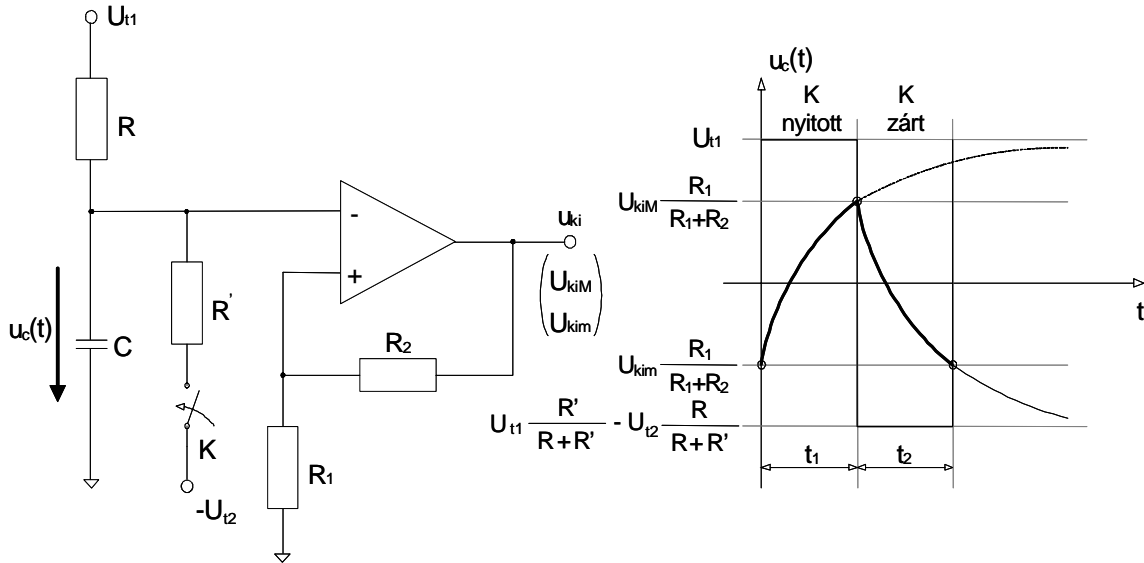 Ut1
R
uc(t)
C
R'
K
-Ut2
-
+
R1
R2
uki
(UkiM
Ukim)
uc(t)
K
nyitott
K
zárt
Ut1
UkiM R1/(R1+R2)
Ukim R1/(R1+R2)
Ut1 R'/(R+R') - Ut2 R/(R+R')
t
t1
t2